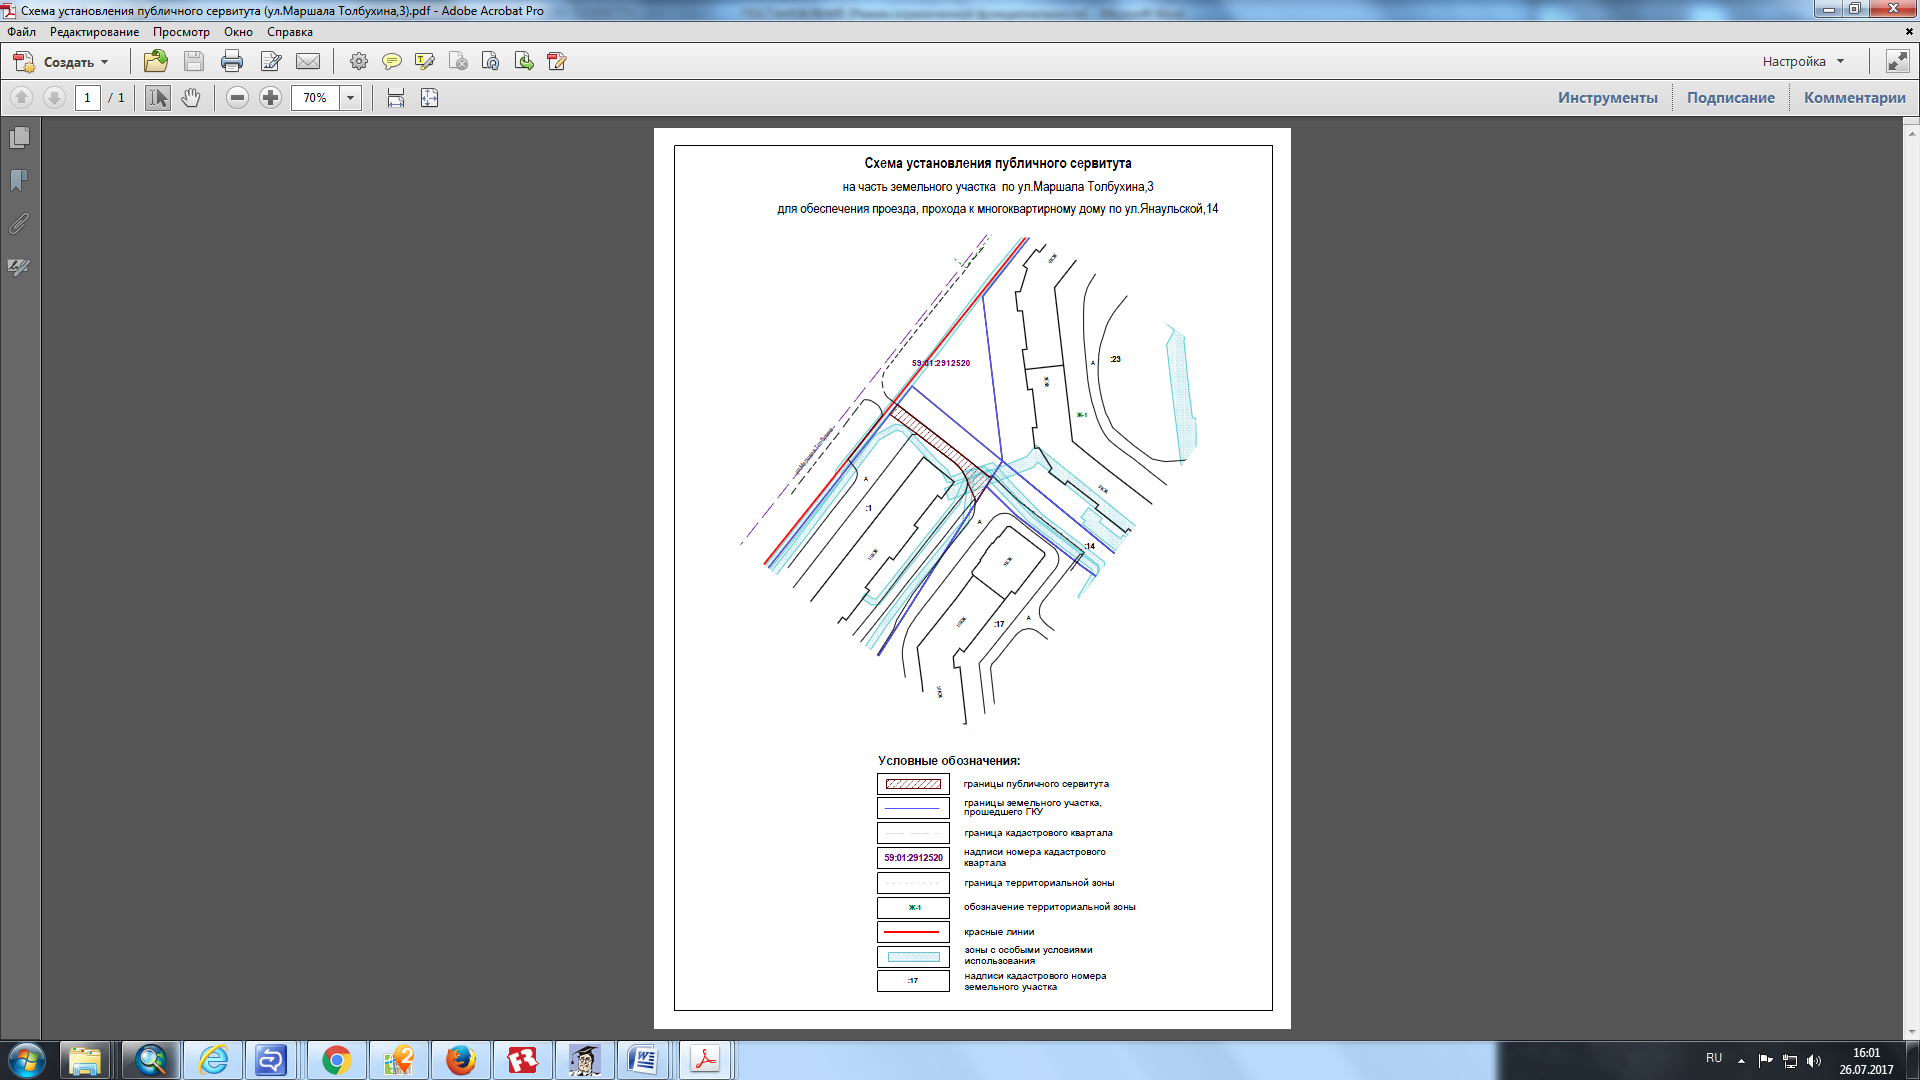 Схема установления публичного сервитута (ул.Маршала Толбухина,3).pdf - Adobe Acrobat Pro
Файл Редактирование Просмотр Окно Справка
Создать
Настройка
1 / 1
70%
Инструменты Подписание Комментарии
Схема установления публичного сервитута
на часть земельного участка по ул.Маршала Толбухина,3
для обеспечения проезда, прохода к многоквартирному дому по ул.Янаульской,14
59:01:2912520
:23
А
Ж-1
ул.Маршала Толбухина
А
:1
А
:14
10КЖ
:17
А
Условные обозначения:
границы публичного сервитута
границы земельного участка,
прошедшего ГКУ
граница кадастрового квартала
59:01:2912520
надписи номера кадастрового
квартала
граница территориальной зоны
Ж-1
обозначение территориальной зоны
красные линии
зоны с особыми условиями
использования
:17
надписи кадастрового номера
земельного участка
RU
16:01
26.07.2017